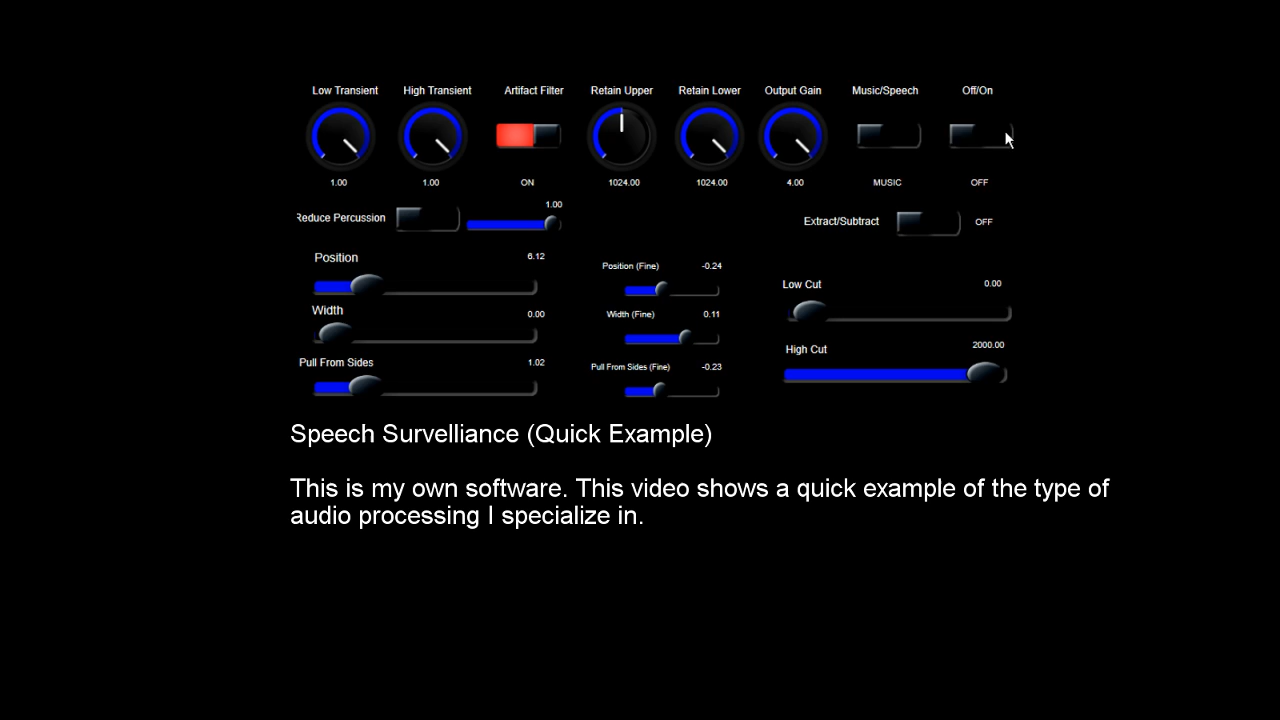 Low Transient High Transient Artifact Filter Retain Upper Retain Lower Output Gain Music/Speech Off/On
1.00 1.00 ON 1024.00 1024.00 4.00 MUSIC OFF
Reduce Percussion 1.00 Extract/Subtract OFF
Position 6.12 Position (Fine) -0.24
Low Cut 0.00
Width 0.00 Width (Fine) 0.11
High Cut 2000.00
Pull From Sides 1.02 Pull From Sides (Fine) -0.23
Speech Survelliance (Quick Example)
This is my own software. This video shows a quick example of the type of
audio processing I specialize in.